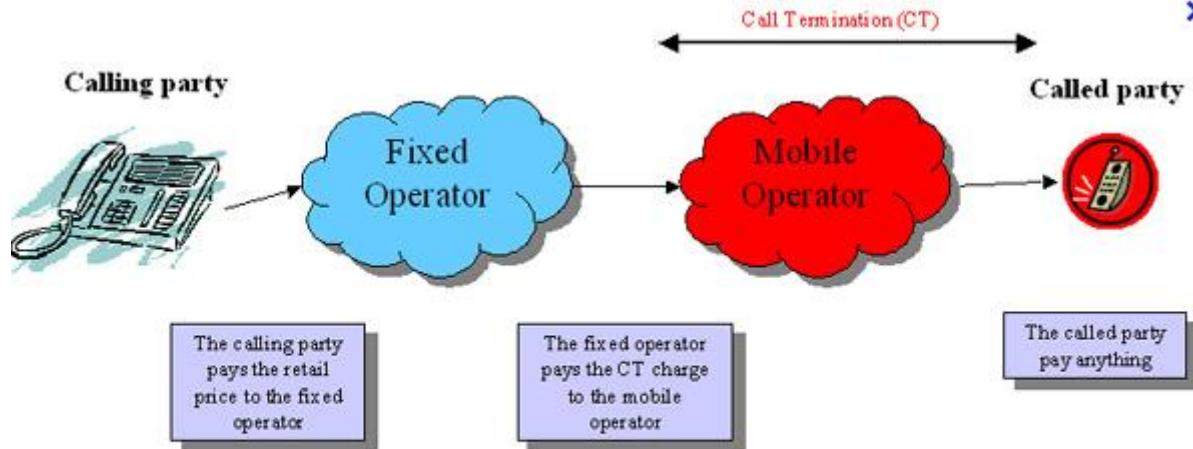 Call Termination (CT)
Calling party
Called party
Fixed
Operator
Mobile
Operator
The calling party
pays the retail
price to the fixed
operator
The fixed operator
pays the CT charge
to the mobile
operator
The called party
pay anything